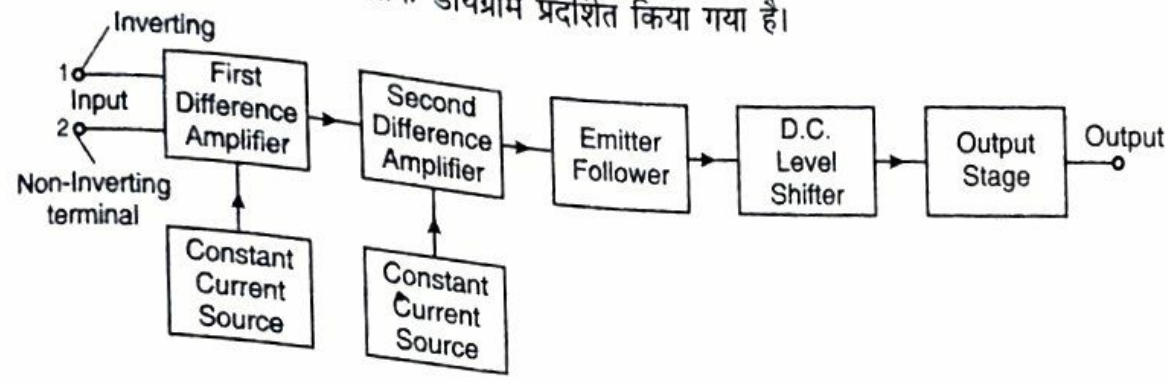 डायग्राम प्रदर्शित किया गया है।
Inverting
1
Input
2
Non-Inverting
terminal
First
Difference
Amplifier
Second
Difference
Amplifier
Emitter
Follower
D.C.
Level
Shifter
Output
Stage
Output
Constant
Current
Source
Constant
Current
Source